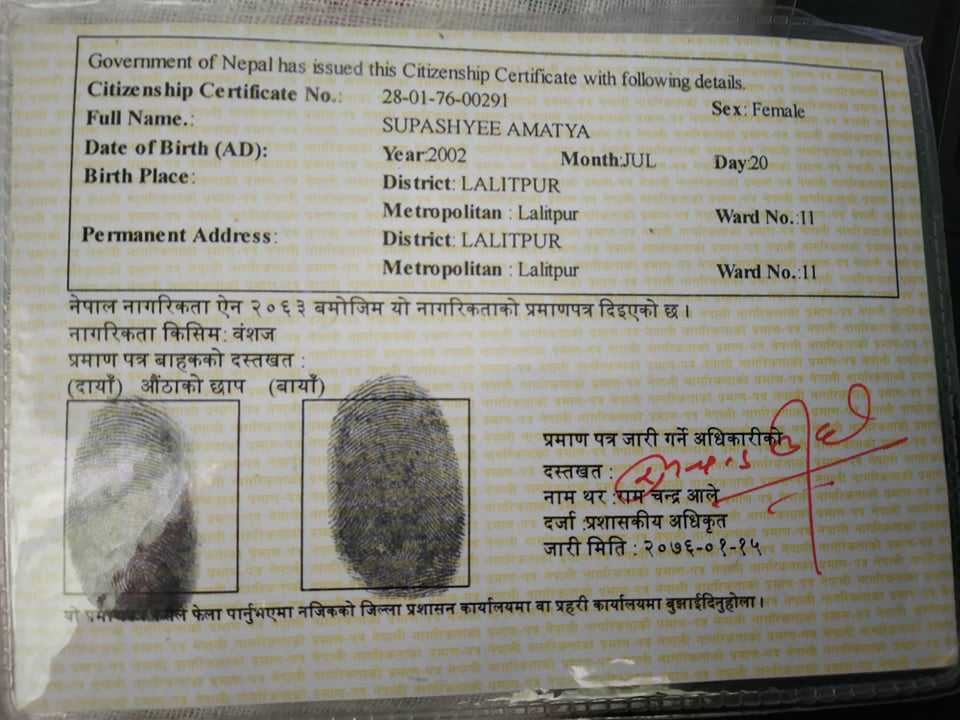 Government of Nepal has issued this Citizenship Certificate with following details.
Citizenship Certificate No.: 28-01-76-00291 Sex: Female
Full Name.: SUPASHYEE AMATYA
Date of Birth (AD): Year:2002 Month:JUL Day:20
Birth Place: District: LALITPUR
Metropolitan : Lalitpur Ward No.:11
Permanent Address: District: LALITPUR
Metropolitan : Lalitpur Ward No.:11
नेपाल नागरिकता ऐन २०६३ बमोजिम यो नागरिकताको प्रमाणपत्र दिइएको छ ।
नागरिकता किसिम: वंशज
प्रमाण पत्र बाहकको दस्तखत :
(दायाँ) औंठाको छाप (बायाँ)
प्रमाण पत्र जारी गर्ने अधिकारीको
दस्तखत :
नाम थर :राम चन्द्र आले
दर्जा :प्रशासकीय अधिकृत
जारी मिति : २०७६-०१-१५
यो फेला पार्नुभएमा नजिकको जिल्ला प्रशासन कार्यालयमा वा प्रहरी कार्यालयमा बुझाईदिनुहोला ।